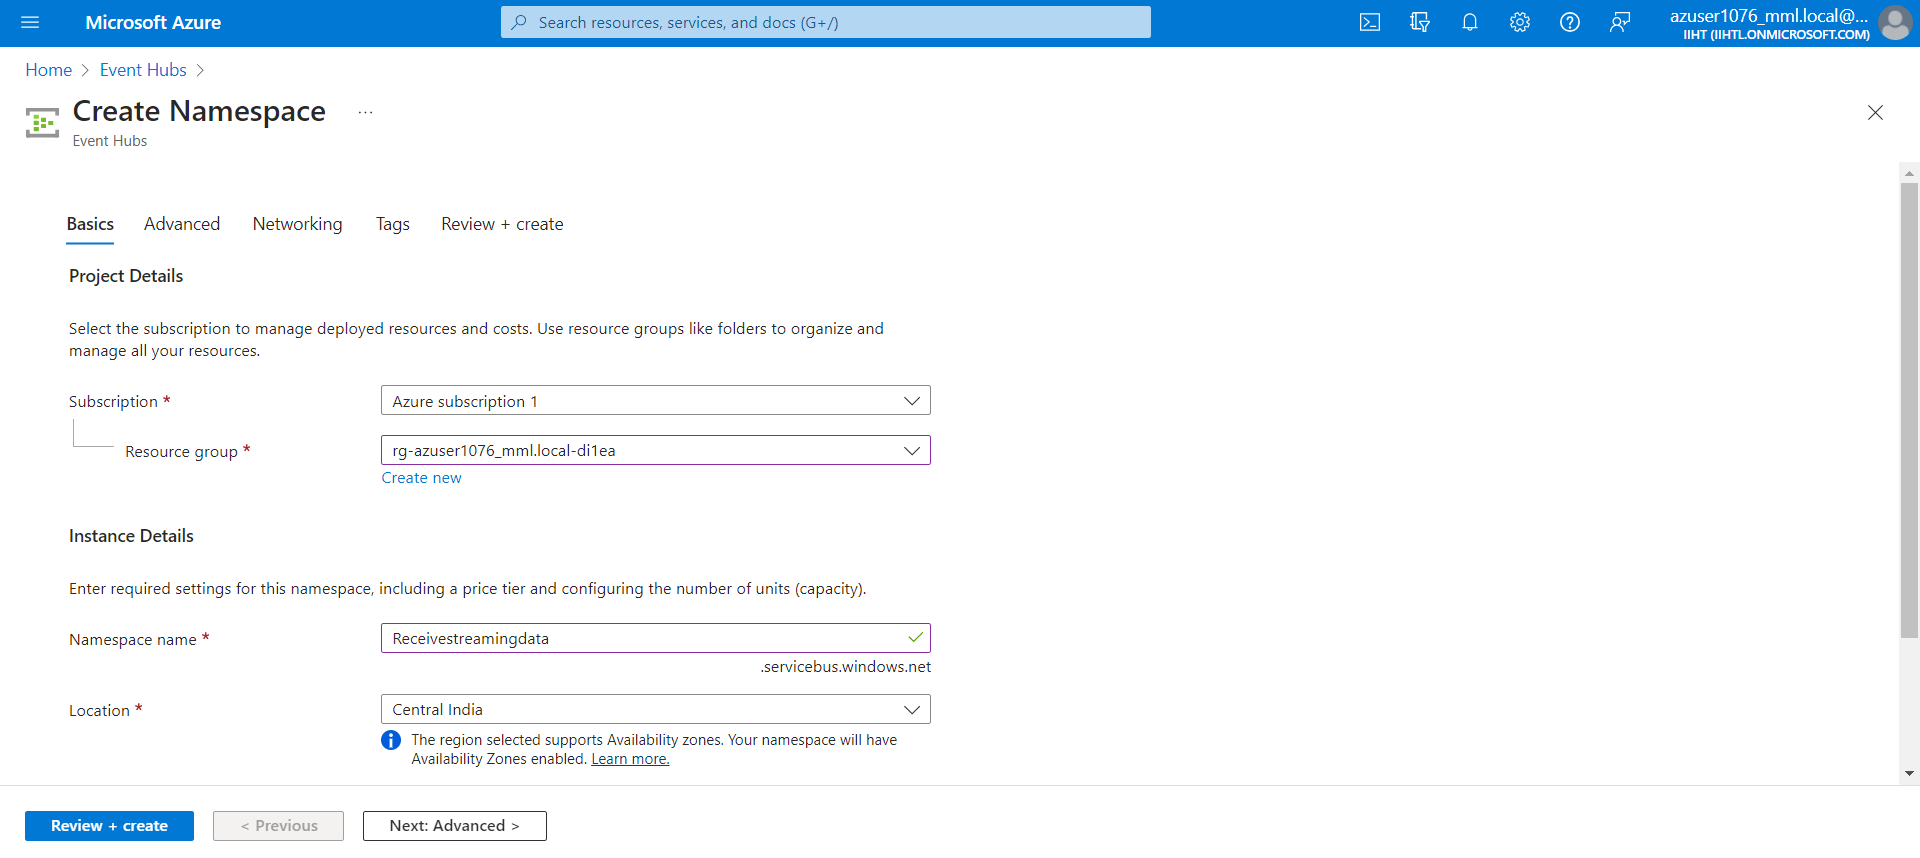 Microsoft Azure
Search resources, services, and docs (G+/)
azuser1076_mml.local@...
IIHT (IIHTL.ONMICROSOFT.COM)
Home > Event Hubs >
Create Namespace ...
Event Hubs
Basics Advanced Networking Tags Review + create
Project Details
Select the subscription to manage deployed resources and costs. Use resource groups like folders to organize and
manage all your resources.
Subscription * Azure subscription 1
Resource group * rg-azuser1076_mml.local-di1ea
Create new
Instance Details
Enter required settings for this namespace, including a price tier and configuring the number of units (capacity).
Namespace name * Receivestreamingdata
.servicebus.windows.net
Location * Central India
The region selected supports Availability zones. Your namespace will have
Availability Zones enabled. Learn more.
Review + create < Previous Next: Advanced >